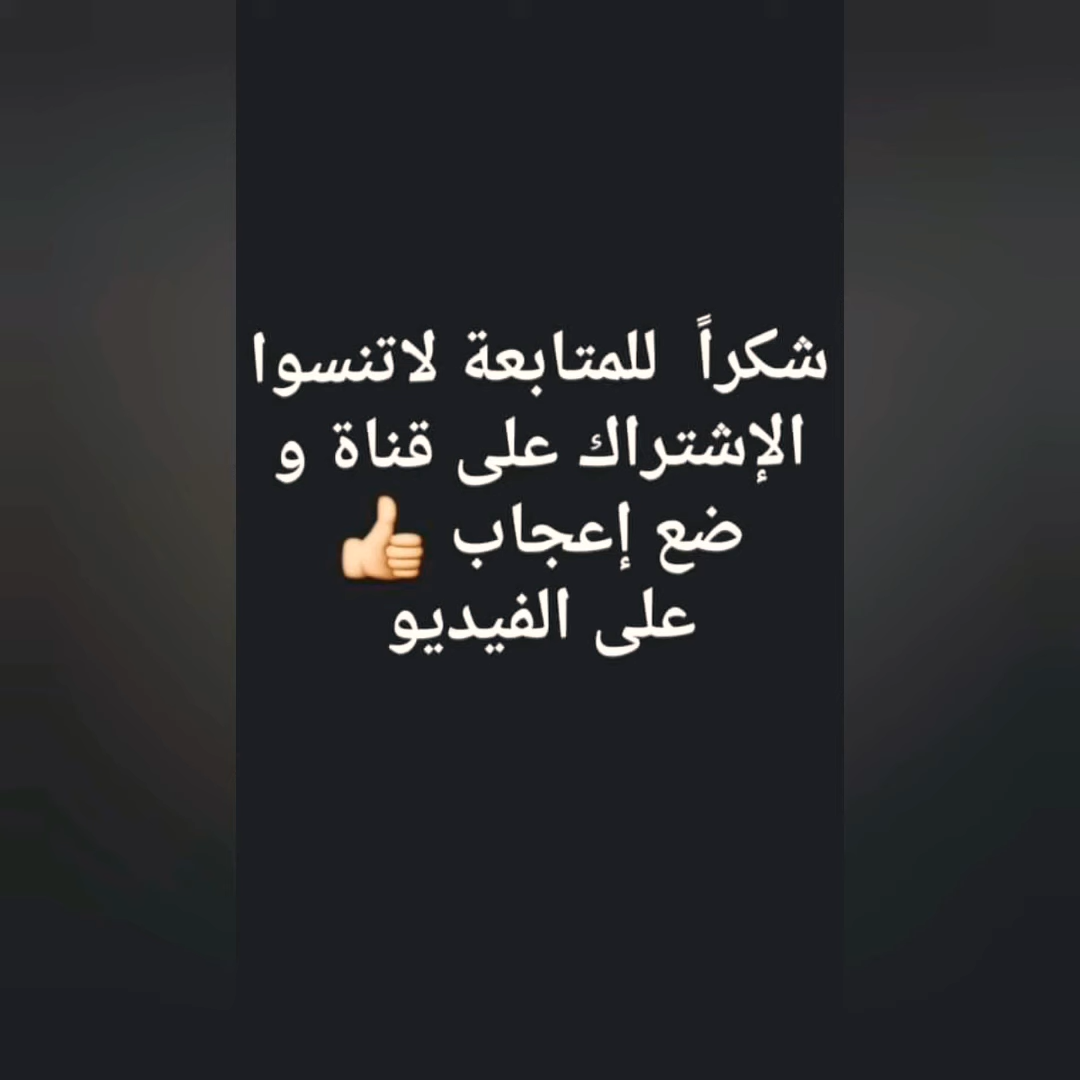 شكراً للمتابعة لاتنسوا
الإشتراك على قناة و
ضع إعجاب 👍🏼
على الفيديو